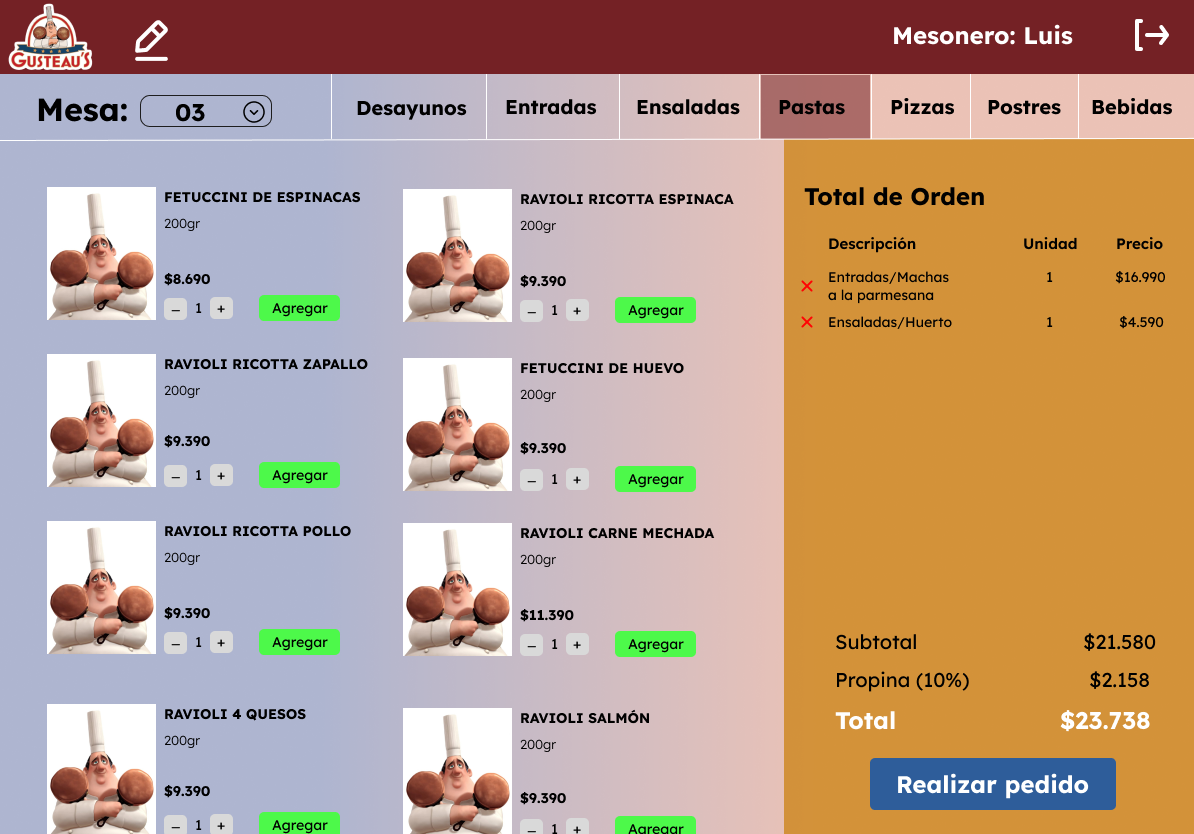 GUSTEAU'S
Mesonero: Luis
Mesa: 03
Desayunos
Entradas
Ensaladas
Pastas
Pizzas
Postres
Bebidas
FETUCCINI DE ESPINACAS
200gr
$8.690
– 1 + Agregar
RAVIOLI RICOTTA ESPINACA
200gr
$9.390
– 1 + Agregar
RAVIOLI RICOTTA ZAPALLO
200gr
$9.390
– 1 + Agregar
FETUCCINI DE HUEVO
200gr
$9.390
– 1 + Agregar
RAVIOLI RICOTTA POLLO
200gr
$9.390
– 1 + Agregar
RAVIOLI CARNE MECHADA
200gr
$11.390
– 1 + Agregar
RAVIOLI 4 QUESOS
200gr
$9.390
– 1 + Agregar
RAVIOLI SALMÓN
200gr
$9.390
– 1 + Agregar
Total de Orden
Descripción Unidad Precio
Entradas/Machas 1 $16.990
a la parmesana
Ensaladas/Huerto 1 $4.590
Subtotal $21.580
Propina (10%) $2.158
Total $23.738
Realizar pedido